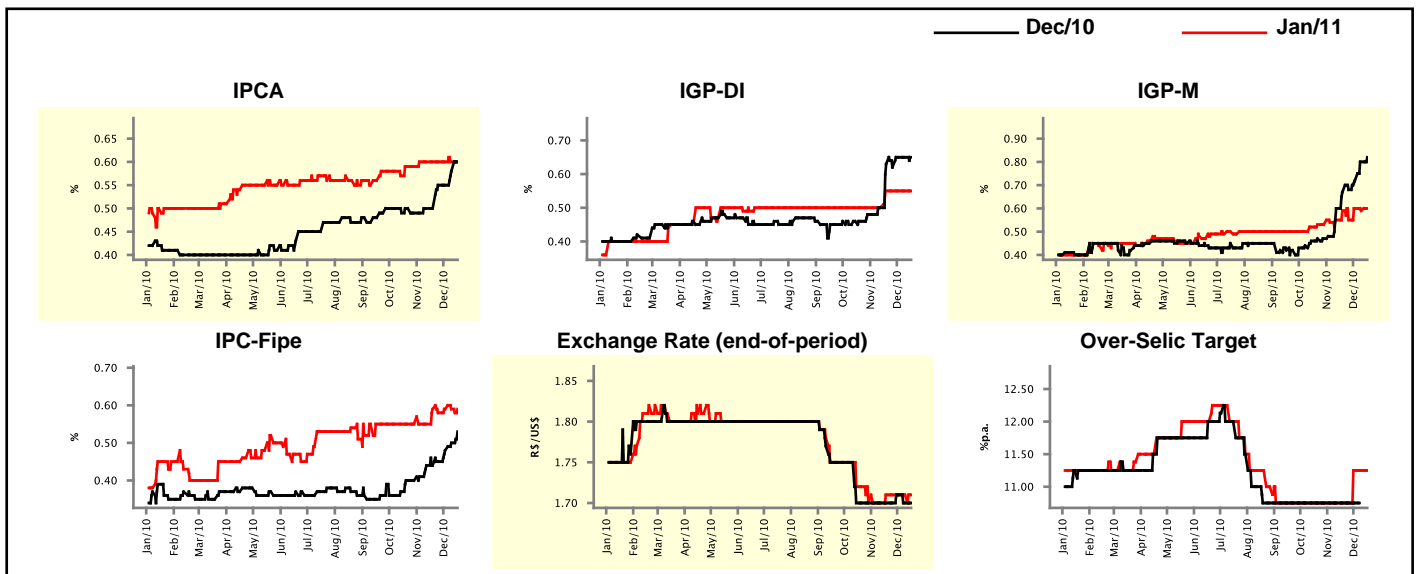 Dec/10 Jan/11
IPCA
%
0.65
0.60
0.55
0.50
0.45
0.40
Jan/10 Feb/10 Mar/10 Apr/10 May/10 Jun/10 Jul/10 Aug/10 Sep/10 Oct/10 Nov/10 Dec/10
IGP-DI
%
0.70
0.60
0.50
0.40
Jan/10 Feb/10 Mar/10 Apr/10 May/10 Jun/10 Jul/10 Aug/10 Sep/10 Oct/10 Nov/10 Dec/10
IGP-M
%
0.90
0.80
0.70
0.60
0.50
0.40
Jan/10 Feb/10 Mar/10 Apr/10 May/10 Jun/10 Jul/10 Aug/10 Sep/10 Oct/10 Nov/10 Dec/10
IPC-Fipe
%
0.70
0.60
0.50
0.40
Jan/10 Feb/10 Mar/10 Apr/10 May/10 Jun/10 Jul/10 Aug/10 Sep/10 Oct/10 Nov/10 Dec/10
Exchange Rate (end-of-period)
R$/US$
1.85
1.80
1.75
1.70
Jan/10 Feb/10 Mar/10 Apr/10 May/10 Jun/10 Jul/10 Aug/10 Sep/10 Oct/10 Nov/10 Dec/10
Over-Selic Target
%p.a.
12.50
12.00
11.50
11.00
Jan/10 Feb/10 Mar/10 Apr/10 May/10 Jun/10 Jul/10 Aug/10 Sep/10 Oct/10 Nov/10 Dec/10